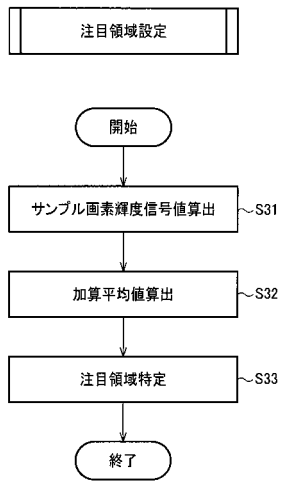 注目領域設定
開始
サンプル画素輝度信号値算出 S31
加算平均値算出 S32
注目領域特定 S33
終了